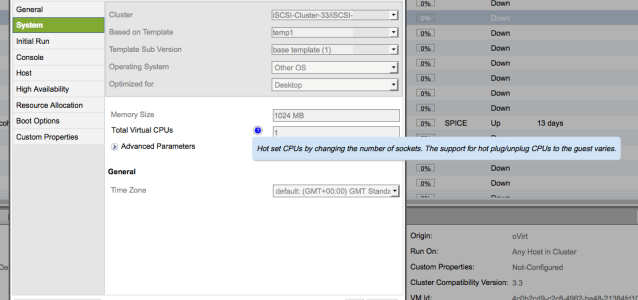 General
System
Initial Run
Console
Host
High Availability
Resource Allocation
Boot Options
Custom Properties
Cluster iSCSI-Cluster-33/iSCSI-
Based on Template temp1
Template Sub Version base template (1)
Operating System Other OS
Optimized for Desktop
Memory Size 1024 MB
Total Virtual CPUs ? 1
Advanced Parameters
Hot set CPUs by changing the number of sockets. The support for hot plug/unplug CPUs to the guest varies.
General
Time Zone default: (GMT+00:00) GMT Standa
0% Down
0% Down
0% Down
0% Down
0% Down
0% Down
0% Down
0% SPICE Up 13 days
0% Down
0% Down
0% Down
Origin: oVirt
Run On: Any Host in Cluster
Custom Properties: Not-Configured
Cluster Compatibility Version: 3.3
VM Id: